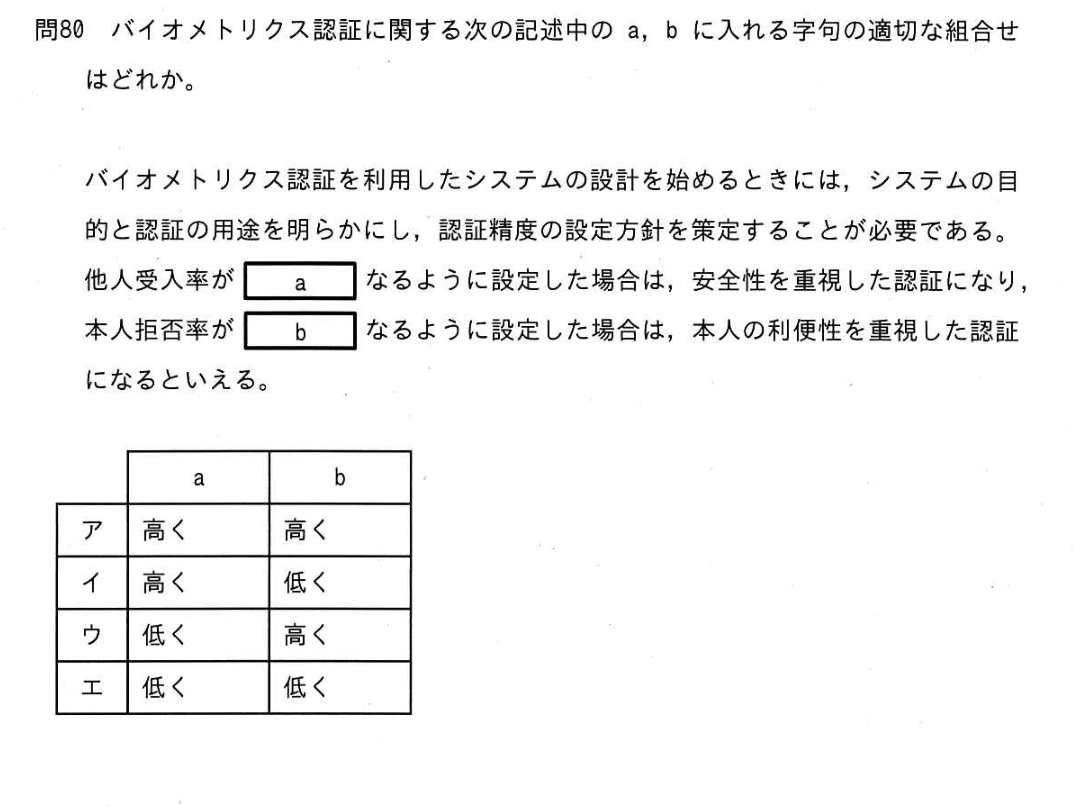 問80 バイオメトリクス認証に関する次の記述中の a，b に入れる字句の適切な組合せ
はどれか。
バイオメトリクス認証を利用したシステムの設計を始めるときには，システムの目
的と認証の用途を明らかにし，認証精度の設定方針を策定することが必要である。
他人受入率が a なるように設定した場合は，安全性を重視した認証になり，
本人拒否率が b なるように設定した場合は，本人の利便性を重視した認証
になるといえる。
a b
ア 高く 高く
イ 高く 低く
ウ 低く 高く
エ 低く 低く